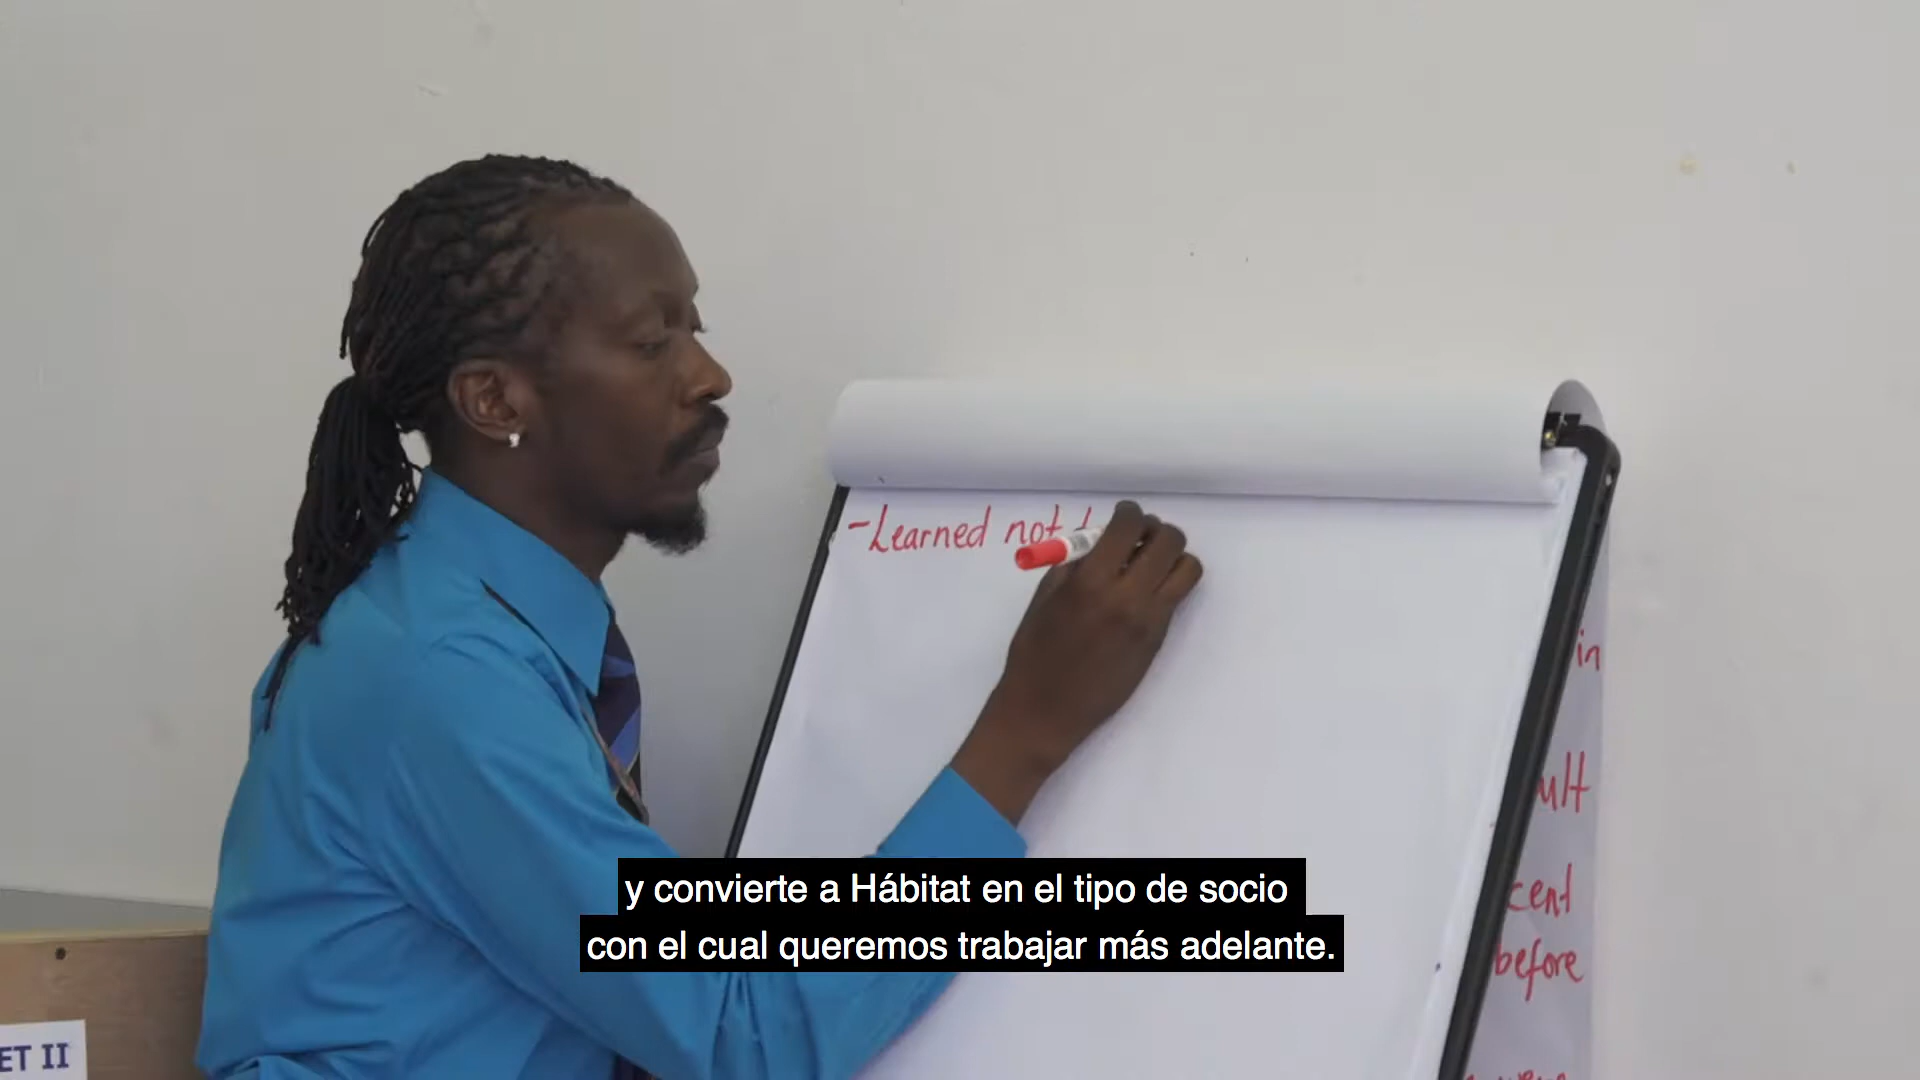 -Learned not
in
ult
cent
before
y convierte a Hábitat en el tipo de socio
con el cual queremos trabajar más adelante.
ET II